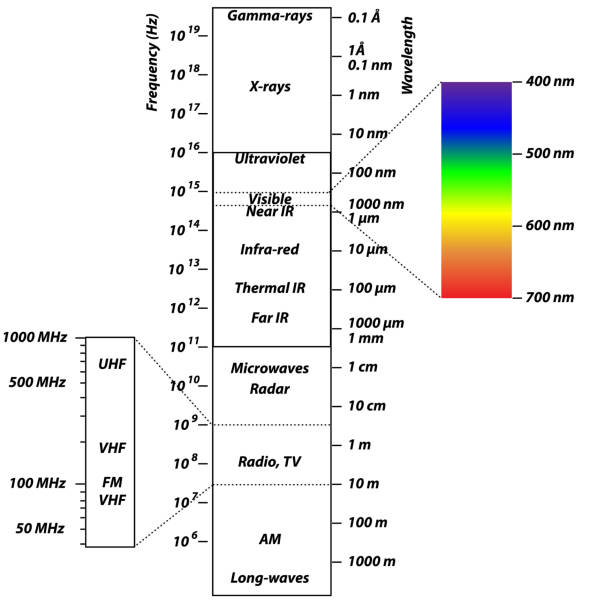 Frequency (Hz)
10 19
10 18
10 17
10 16
10 15
10 14
10 13
10 12
10 11
10 10
10 9
10 8
10 7
10 6
Gamma-rays
X-rays
Ultraviolet
Visible
Near IR
Infra-red
Thermal IR
Far IR
Microwaves
Radar
Radio, TV
AM
Long-waves
Wavelength
0.1 Å
1Å
0.1 nm
1 nm
10 nm
100 nm
1000 nm
1 µm
10 µm
100 µm
1000 µm
1 mm
1 cm
10 cm
1 m
10 m
100 m
1000 m
400 nm
500 nm
600 nm
700 nm
1000 MHz
500 MHz
100 MHz
50 MHz
UHF
VHF
FM
VHF